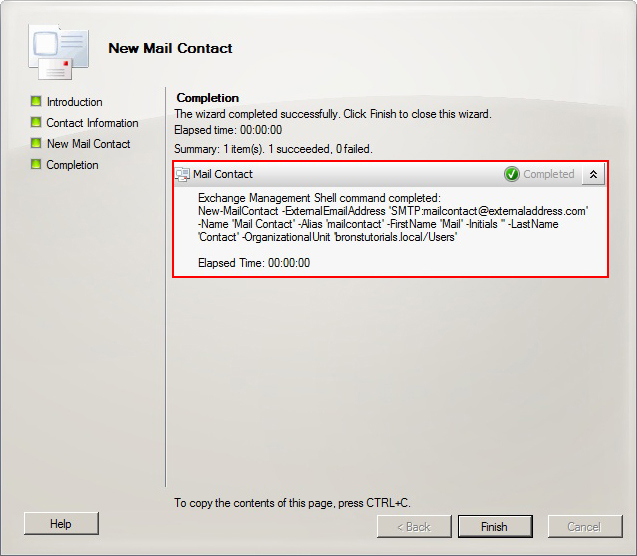 New Mail Contact
Introduction
Contact Information
New Mail Contact
Completion
Completion
The wizard completed successfully. Click Finish to close this wizard.
Elapsed time: 00:00:00
Summary: 1 item(s). 1 succeeded, 0 failed.
Mail Contact
Completed
Exchange Management Shell command completed:
New-MailContact -ExternalEmailAddress 'SMTP:mailcontact@externaladdress.com'
-Name 'Mail Contact' -Alias 'mailcontact' -FirstName 'Mail' -Initials '' -LastName
'Contact' -OrganizationalUnit 'bronstutorials.local/Users'
Elapsed Time: 00:00:00
To copy the contents of this page, press CTRL+C.
Help
< Back
Finish
Cancel